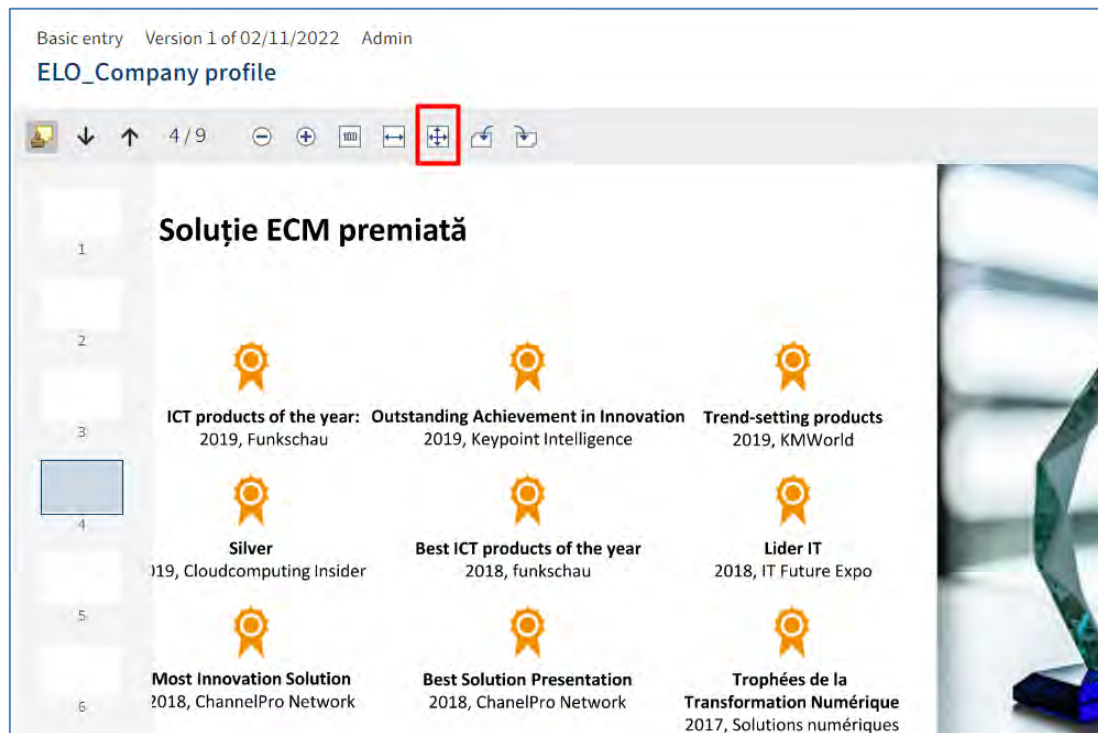 Basic entry Version 1 of 02/11/2022 Admin
ELO_Company profile
4 / 9
100
Soluție ECM premiată
1
2
3
4
5
6
ICT products of the year: Outstanding Achievement in Innovation Trend-setting products
2019, Funkschau 2019, Keypoint Intelligence 2019, KMWorld
Silver Best ICT products of the year Lider IT
19, Cloudcomputing Insider 2018, funkschau 2018, IT Future Expo
Most Innovation Solution Best Solution Presentation Trophées de la
2018, ChannelPro Network 2018, ChanelPro Network Transformation Numérique
2017, Solutions numériques